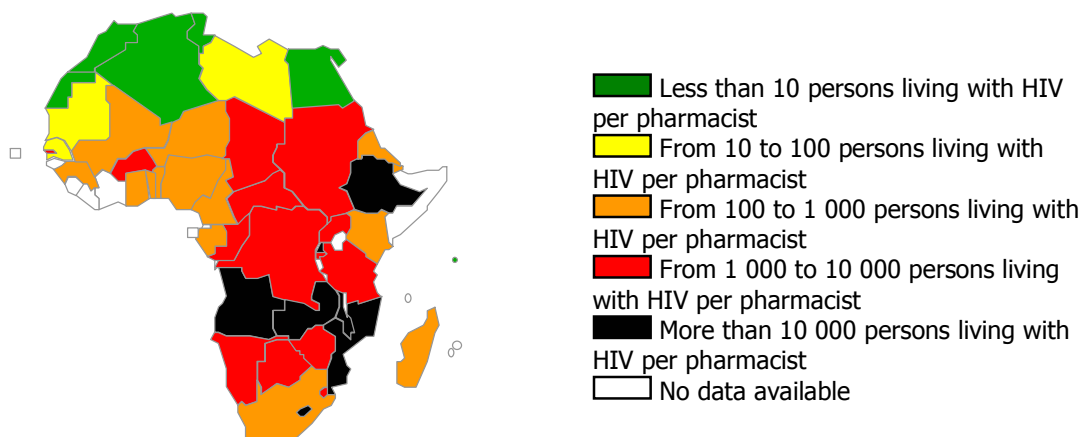 Less than 10 persons living with HIV
per pharmacist
From 10 to 100 persons living with
HIV per pharmacist
From 100 to 1 000 persons living with
HIV per pharmacist
From 1 000 to 10 000 persons living
with HIV per pharmacist
More than 10 000 persons living with
HIV per pharmacist
No data available